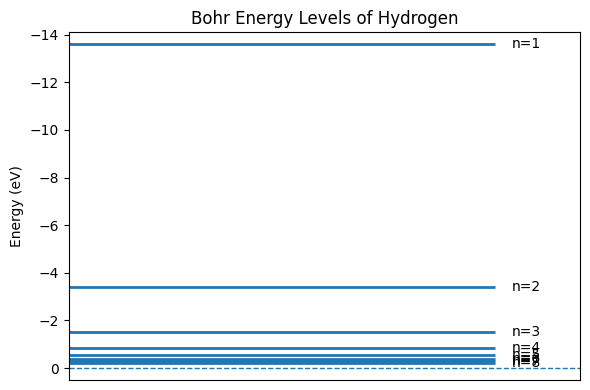 Bohr Energy Levels of Hydrogen
−14
n=1
−12
−10
−8
Energy (eV)
−6
−4
n=2
−2
n=3
n=4
n=8
0